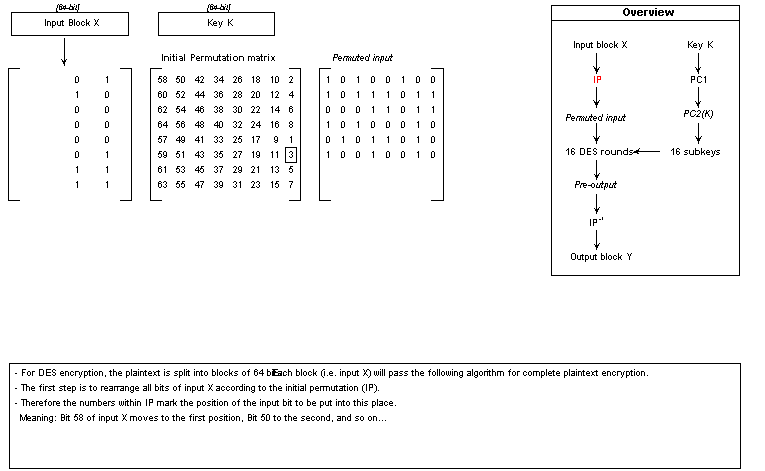 [64-bit] [64-bit]
Input Block X Key K
Overview
Input block X Key K
IP PC1
Permuted input PC2(K)
16 DES rounds 16 subkeys
Pre-output
IP⁻¹
Output block Y
Initial Permutation matrix Permuted input
0 1 58 50 42 34 26 18 10 2 1 0 1 0 0 1 0 0
1 0 60 52 44 36 28 20 12 4 1 0 0 1 1 1 0 1
0 0 62 54 46 38 30 22 14 6 0 1 0 1 1 0 1 1
0 0 64 56 48 40 32 24 16 8 1 0 1 0 0 0 0 0
0 0 57 49 41 33 25 17 9 1 0 1 0 1 1 0 1 0
0 1 59 51 43 35 27 19 11 3 1 0 0 1 0 0 1 0
1 1 61 53 45 37 29 21 13 5
1 1 63 55 47 39 31 23 15 7
- For DES encryption, the plaintext is split into blocks of 64 bits. Each block (i.e. input X) will pass the following algorithm for complete plaintext encryption.
- The first step is to rearrange all bits of input X according to the initial permutation (IP).
- Therefore the numbers within IP mark the position of the input bit to be put into this place.
Meaning: Bit 58 of input X moves to the first position, Bit 50 to the second, and so on...